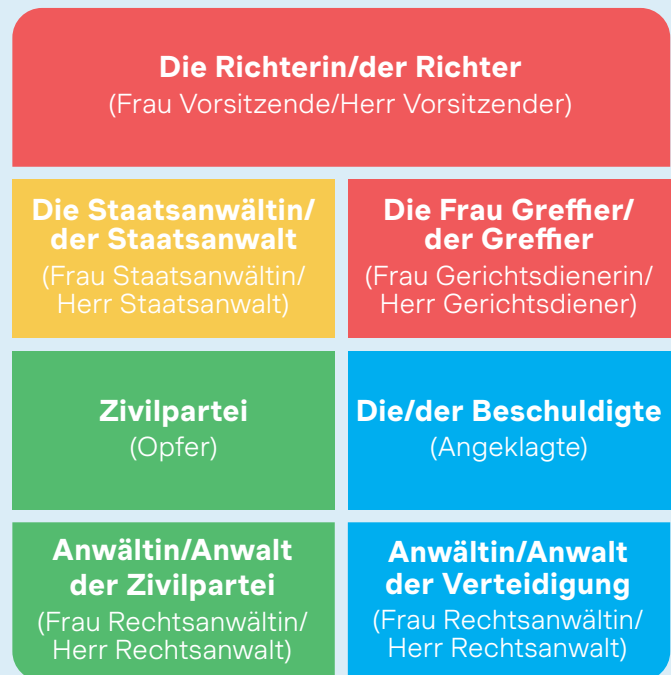 Die Richterin/der Richter
(Frau Vorsitzende/Herr Vorsitzender)
Die Staatsanwältin/
der Staatsanwalt
(Frau Staatsanwältin/
Herr Staatsanwalt)
Die Frau Greffier/
der Greffier
(Frau Gerichtsdienerin/
Herr Gerichtsdiener)
Zivilpartei
(Opfer)
Die/der Beschuldigte
(Angeklagte)
Anwältin/Anwalt
der Zivilpartei
(Frau Rechtsanwältin/
Herr Rechtsanwalt)
Anwältin/Anwalt
der Verteidigung
(Frau Rechtsanwältin/
Herr Rechtsanwalt)